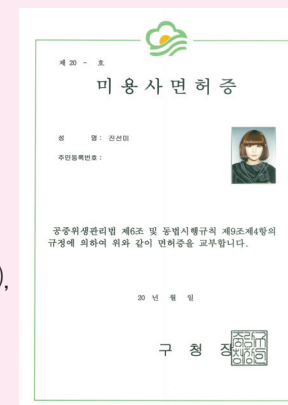 제 20 - 호
미용사면허증
성 명: 진선미
주민등록번호 :
공중위생관리법 제6조 및 동법시행규칙 제9조제4항의
규정에 의하여 위와 같이 면허증을 교부합니다.
),
20 년 월 일
구 청 장